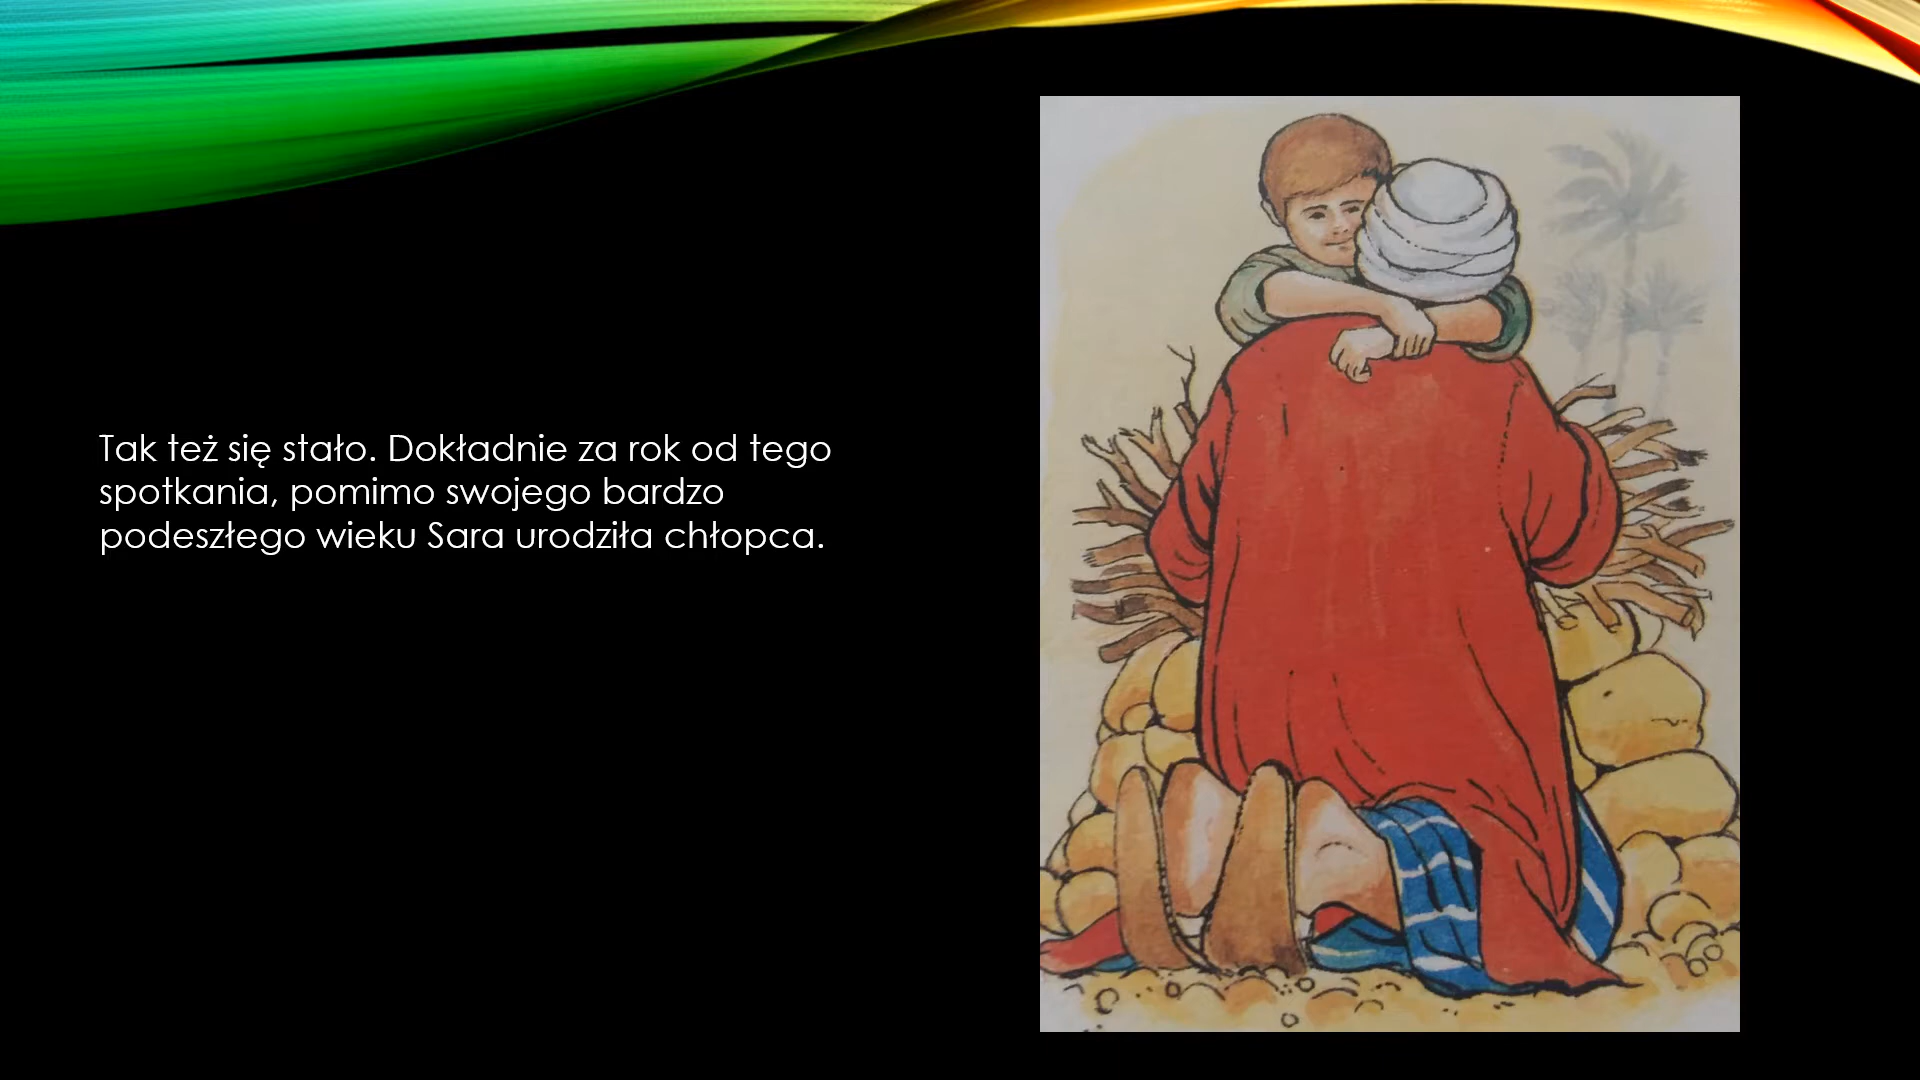 Tak też się stało. Dokładnie za rok od tego
spotkania, pomimo swojego bardzo
podeszłego wieku Sara urodziła chłopca.